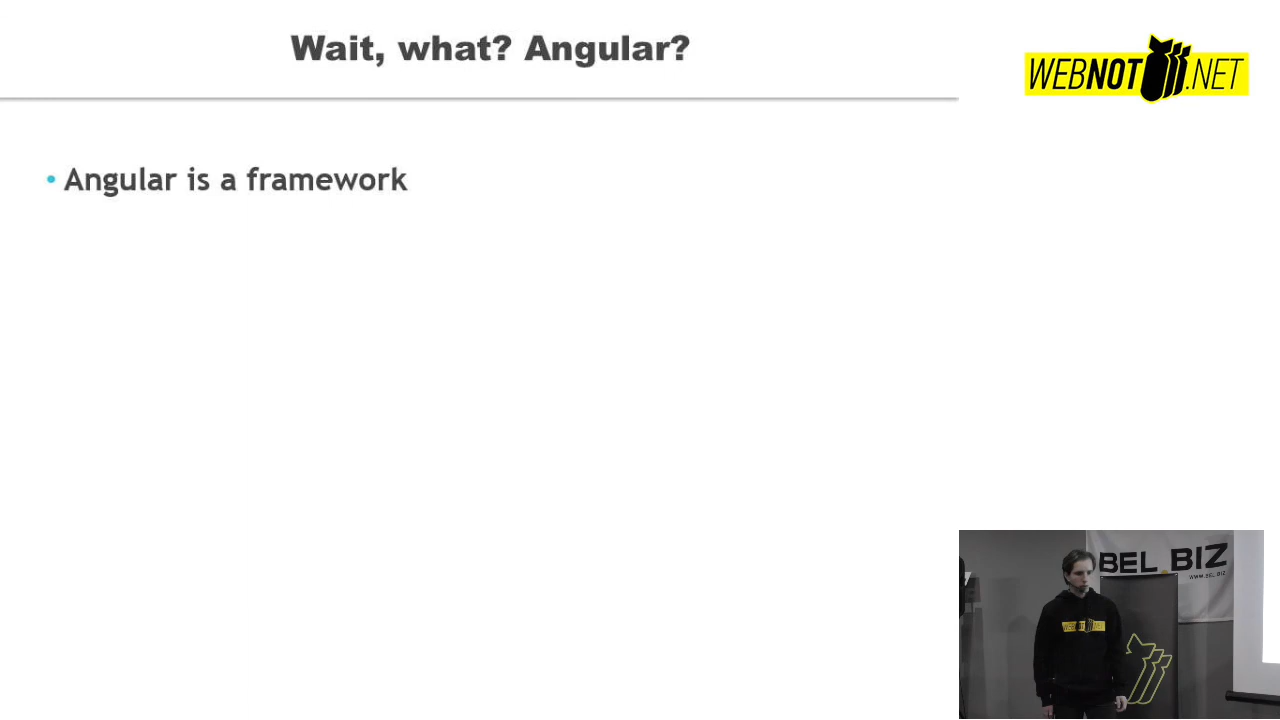 Wait, what? Angular?
WEBNOT.NET
• Angular is a framework
BEL.BIZ
WWW.BEL.BIZ